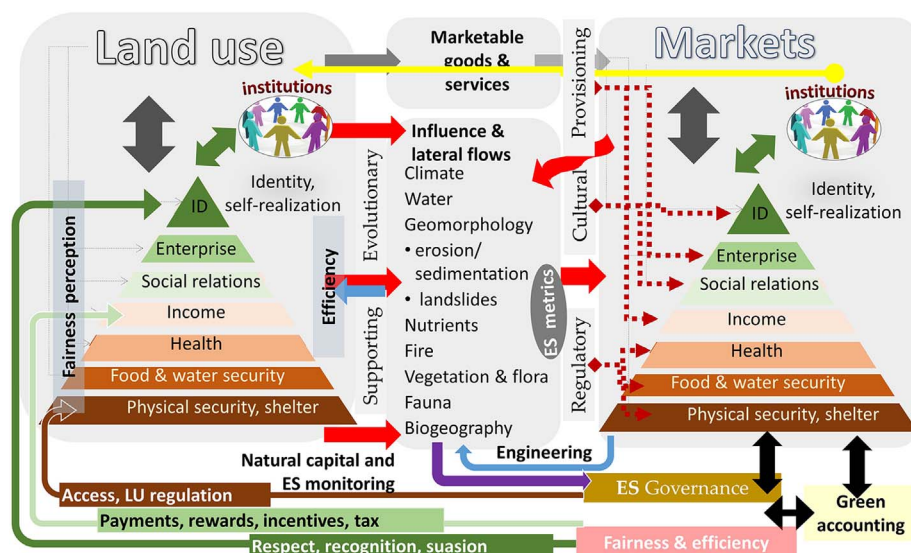 Land use
Marketable
goods &
services
Provisioning
Markets
institutions
institutions
Influence &
lateral flows
Climate
Water
Geomorphology
• erosion/
sedimentation
• landslides
Nutrients
Fire
Vegetation & flora
Fauna
Biogeography
Evolutionary
Supporting
Cultural
Regulatory
ES metrics
Efficiency
Fairness perception
Identity,
self-realization
ID
Enterprise
Social relations
Income
Health
Food & water security
Physical security, shelter
Identity,
self-realization
ID
Enterprise
Social relations
Income
Health
Food & water security
Physical security, shelter
Natural capital and
ES monitoring
Engineering
Access, LU regulation
ES Governance
Green
accounting
Payments, rewards, incentives, tax
Respect, recognition, suasion
Fairness & efficiency